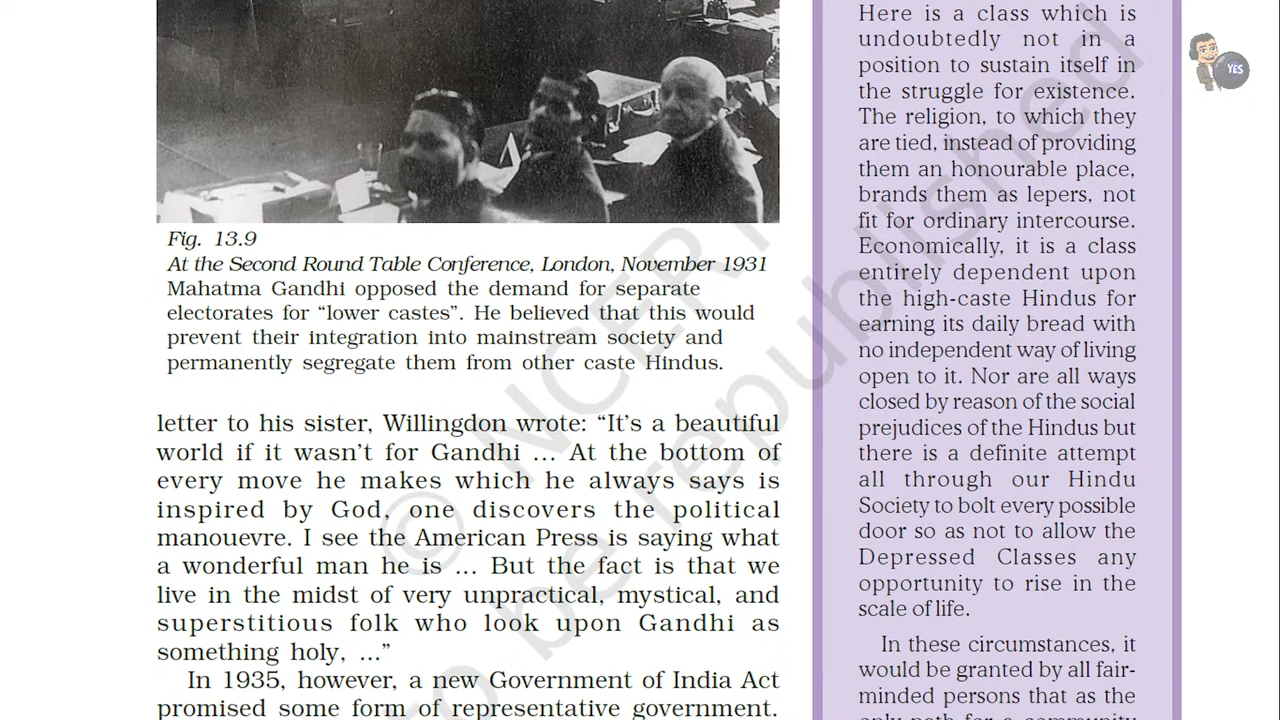 Fig. 13.9
At the Second Round Table Conference, London, November 1931
Mahatma Gandhi opposed the demand for separate
electorates for “lower castes”. He believed that this would
prevent their integration into mainstream society and
permanently segregate them from other caste Hindus.
letter to his sister, Willingdon wrote: “It’s a beautiful
world if it wasn’t for Gandhi ... At the bottom of
every move he makes which he always says is
inspired by God, one discovers the political
manouevre. I see the American Press is saying what
a wonderful man he is ... But the fact is that we
live in the midst of very unpractical, mystical, and
superstitious folk who look upon Gandhi as
something holy, ...”
In 1935, however, a new Government of India Act
promised some form of representative government.
Here is a class which is
undoubtedly not in a
position to sustain itself in
the struggle for existence.
The religion, to which they
are tied, instead of providing
them an honourable place,
brands them as lepers, not
fit for ordinary intercourse.
Economically, it is a class
entirely dependent upon
the high-caste Hindus for
earning its daily bread with
no independent way of living
open to it. Nor are all ways
closed by reason of the social
prejudices of the Hindus but
there is a definite attempt
all through our Hindu
Society to bolt every possible
door so as not to allow the
Depressed Classes any
opportunity to rise in the
scale of life.
In these circumstances, it
would be granted by all fair-
minded persons that as the
only path for a community
YES
© NCERT
to be republished